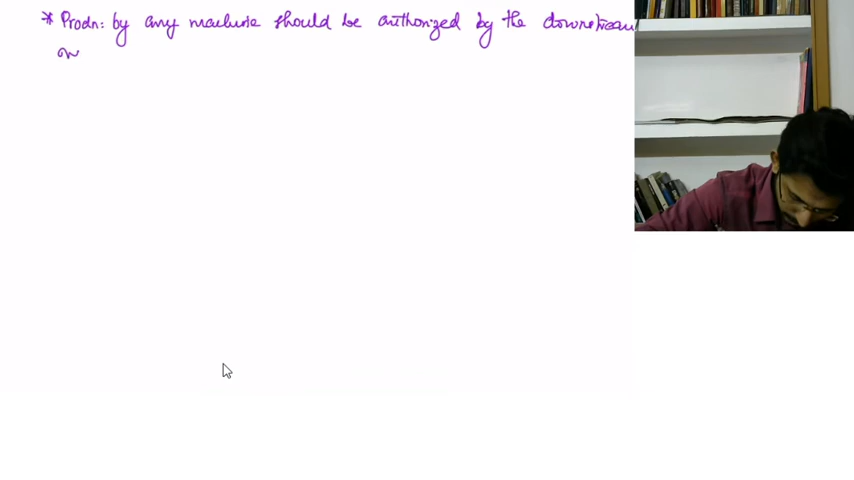 * Prodn: by any machine should be authorized by the downstream